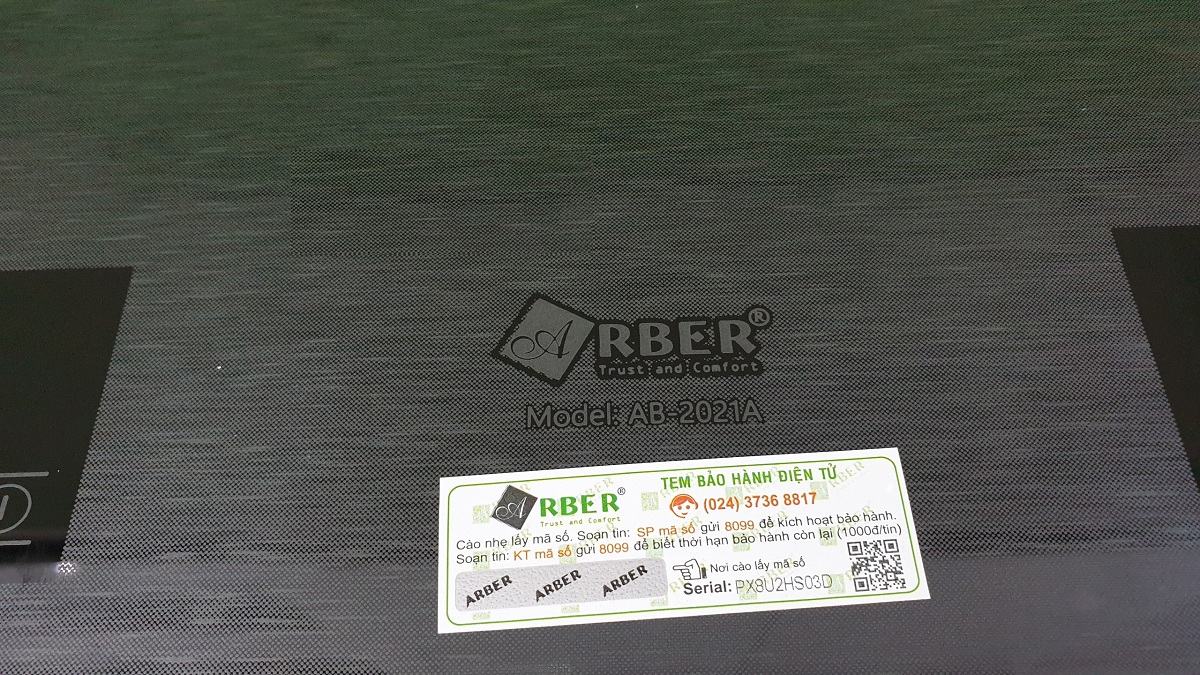 ARBER®
Trust and Comfort
Model: AB-2021A
ARBER®
Trust and Comfort
TEM BẢO HÀNH ĐIỆN TỬ
(024) 3736 8817
Cào nhẹ lấy mã số. Soạn tin: SP mã số gửi 8099 để kích hoạt bảo hành.
Soạn tin: KT mã số gửi 8099 để biết thời hạn bảo hành còn lại (1000đ/tin)
ARBER ARBER ARBER
Nơi cào lấy mã số
Serial: PX8U2HS03D